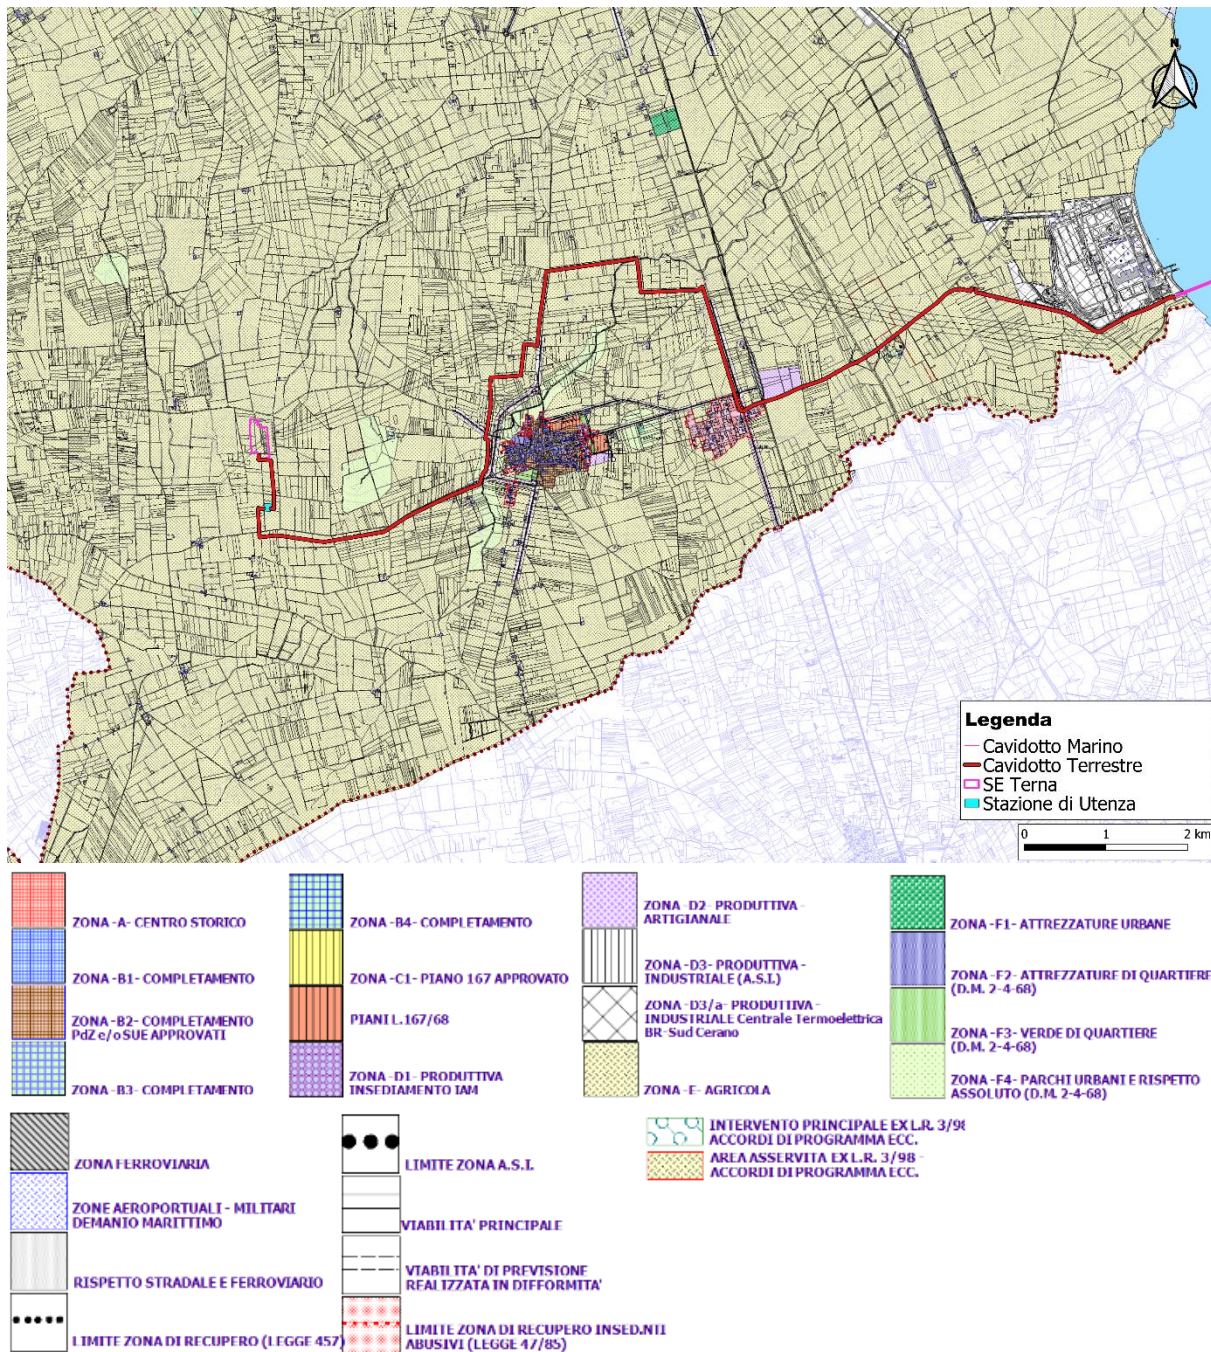 N
Legenda
Cavidotto Marino
Cavidotto Terrestre
SE Terna
Stazione di Utenza
0 1 2 km
ZONA -A- CENTRO STORICO
ZONA -B1- COMPLETAMENTO
ZONA -B2- COMPLETAMENTO
PdZ e/o SUE APPROVATI
ZONA -B3- COMPLETAMENTO
ZONA -B4- COMPLETAMENTO
ZONA -C1- PIANO 167 APPROVATO
PIANI L.167/68
ZONA -D1- PRODUTTIVA
INSEDIAMENTO IAM
ZONA -D2- PRODUTTIVA -
ARTIGIANALE
ZONA -D3- PRODUTTIVA -
INDUSTRIALE (A.S.I.)
ZONA -D3/a- PRODUTTIVA -
INDUSTRIALE Centrale Termoelettrica
BR-Sud Cerano
ZONA -E- AGRICOLA
ZONA -F1- ATTREZZATURE URBANE
ZONA -F2- ATTREZZATURE DI QUARTIERE
(D.M. 2-4-68)
ZONA -F3- VERDE DI QUARTIERE
(D.M. 2-4-68)
ZONA -F4- PARCHI URBANI E RISPETTO
ASSOLUTO (D.M. 2-4-68)
ZONA FERROVIARIA
ZONE AEROPORTUALI - MILITARI
DEMANIO MARITTIMO
RISPETTO STRADALE E FERROVIARIO
LIMITE ZONA DI RECUPERO (LEGGE 457)
LIMITE ZONA A.S.I.
VIABILITA' PRINCIPALE
VIABILITA' DI PREVISIONE
REALIZZATA IN DIFFORMITA'
LIMITE ZONA DI RECUPERO INSED.NTI
ABUSIVI (LEGGE 47/85)
INTERVENTO PRINCIPALE EX L.R. 3/98
ACCORDI DI PROGRAMMA ECC.
AREA ASSERVITA EX L.R. 3/98 -
ACCORDI DI PROGRAMMA ECC.